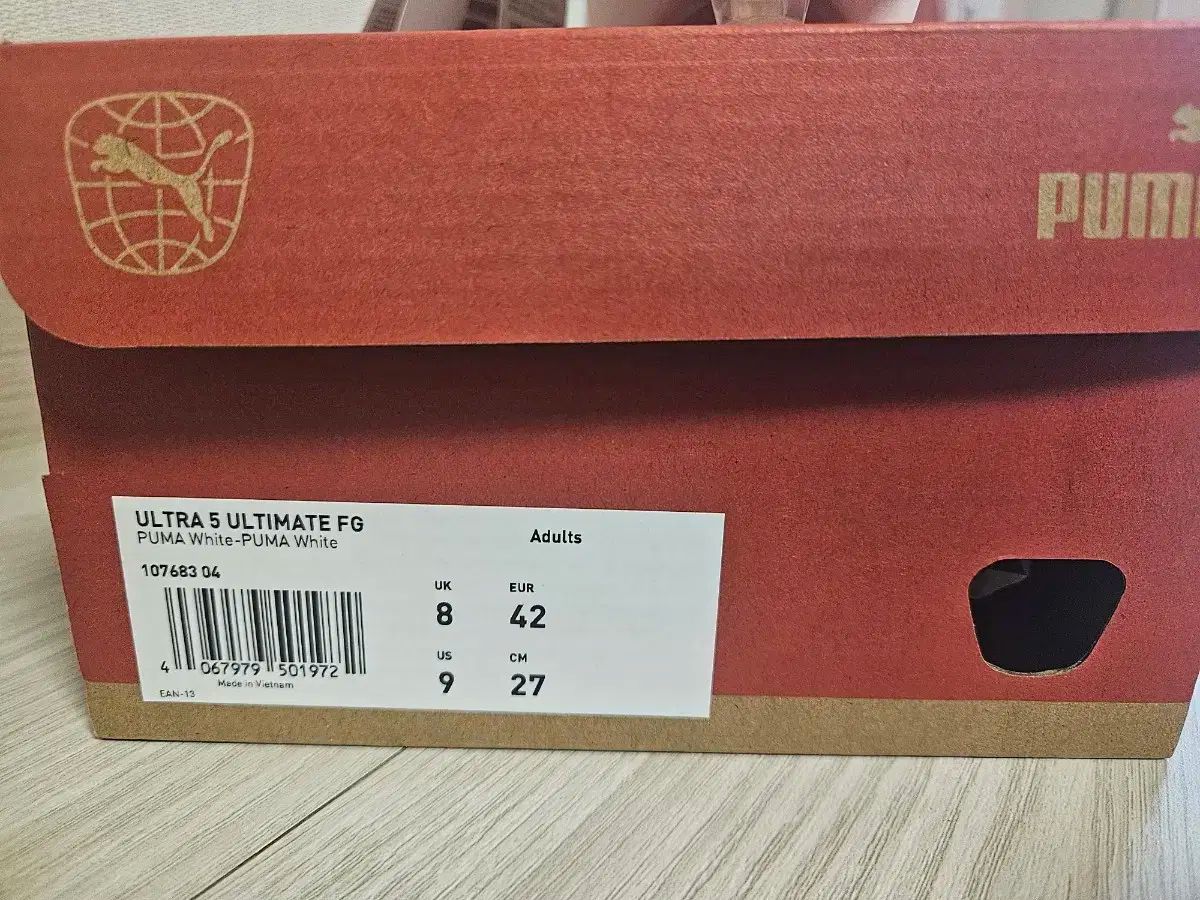 PUM
ULTRA 5 ULTIMATE FG
PUMA White-PUMA White
Adults
107683 04
UK
EUR
8
42
US
CM
9
27
4 067979 501972
Made in Vietnam
EAN-13